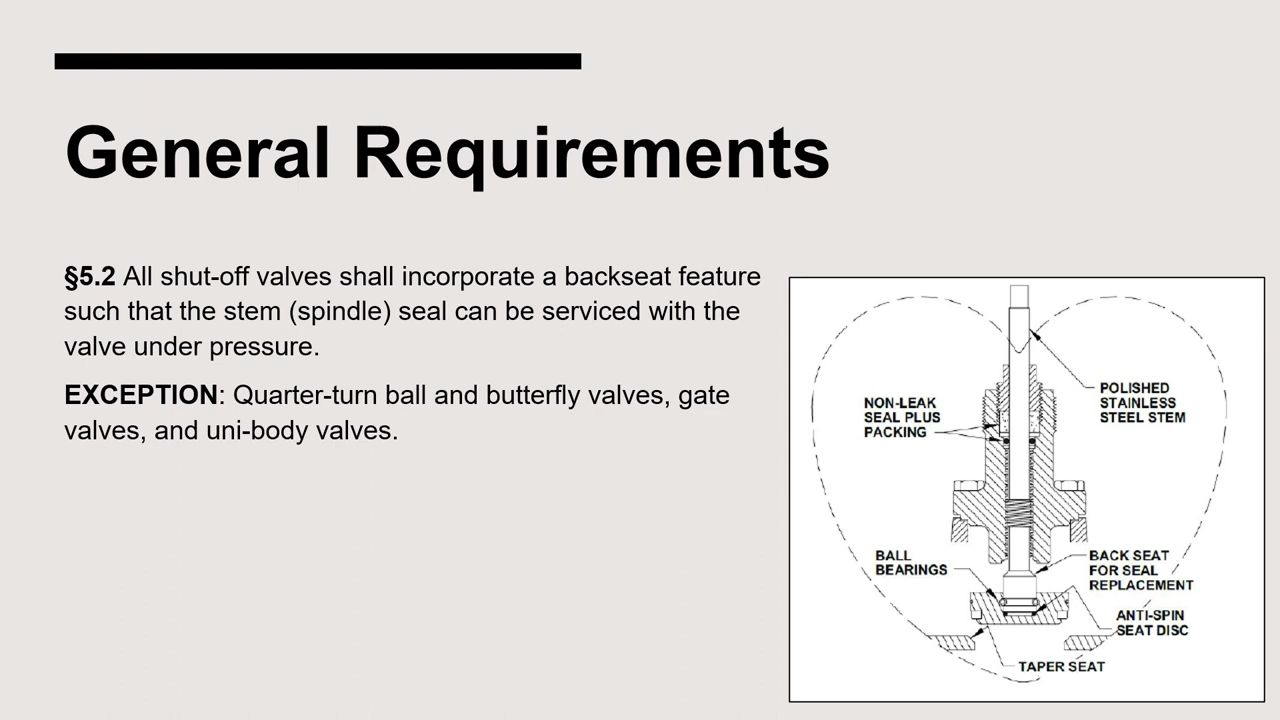 General Requirements
§5.2 All shut-off valves shall incorporate a backseat feature
such that the stem (spindle) seal can be serviced with the
valve under pressure.
EXCEPTION: Quarter-turn ball and butterfly valves, gate
valves, and uni-body valves.
POLISHED
STAINLESS
STEEL STEM
NON-LEAK
SEAL PLUS
PACKING
BALL
BEARINGS
BACK SEAT
FOR SEAL
REPLACEMENT
ANTI-SPIN
SEAT DISC
TAPER SEAT